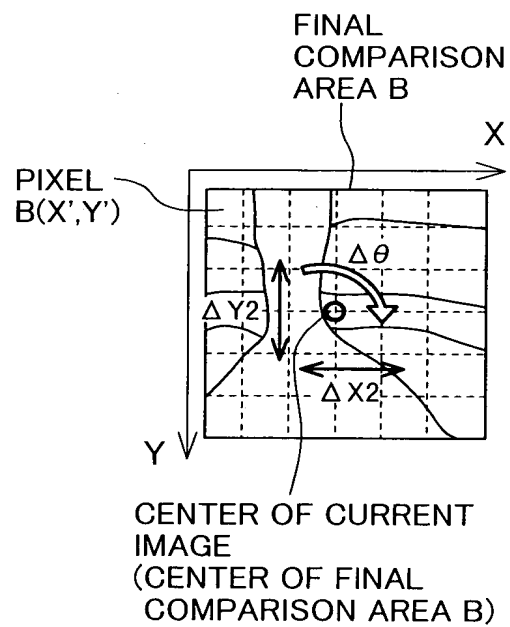 FINAL
COMPARISON
AREA B
X
PIXEL
B(X',Y')
Δθ
ΔY2
ΔX2
Y
CENTER OF CURRENT
IMAGE
(CENTER OF FINAL
COMPARISON AREA B)